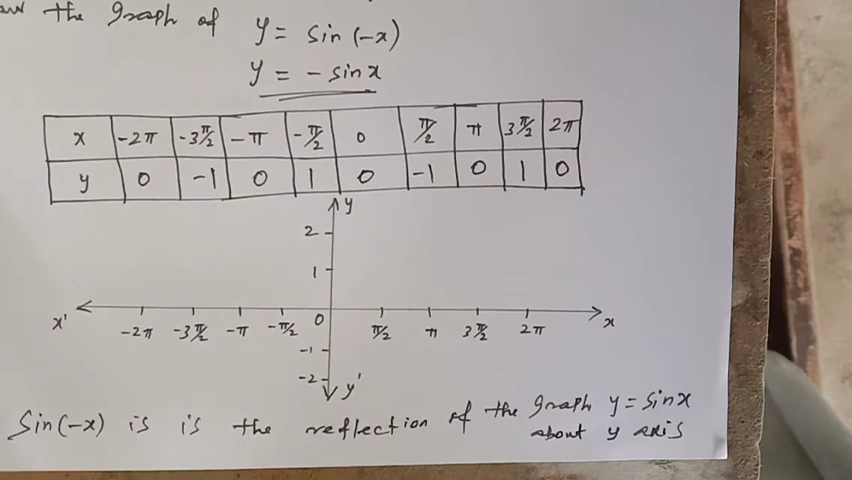 the graph of y = sin(-x)
y = - sinx
x -2π -3π/2 -π -π/2 0 π/2 π 3π/2 2π
y 0 -1 0 1 0 -1 0 1 0
y
2
1
x' -2π -3π/2 -π -π/2 0 π/2 π 3π/2 2π x
-1
-2
y'
Sin(-x) is is the reflection of the graph y = sinx
about y axis